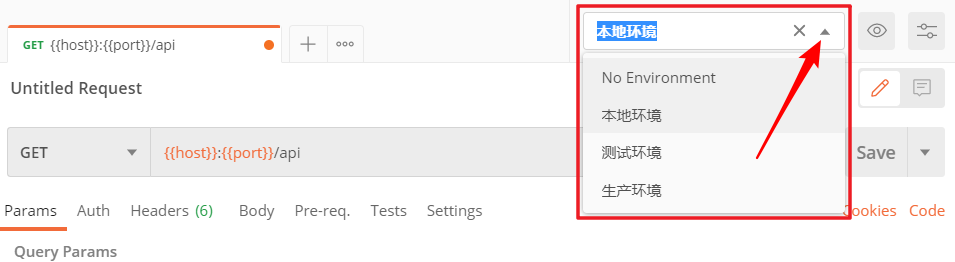 GET {{host}}:{{port}}/api
本地环境
No Environment
本地环境
测试环境
生产环境
Untitled Request
GET
{{host}}:{{port}}/api
Save
Params Auth Headers (6) Body Pre-req. Tests Settings
Cookies Code
Query Params